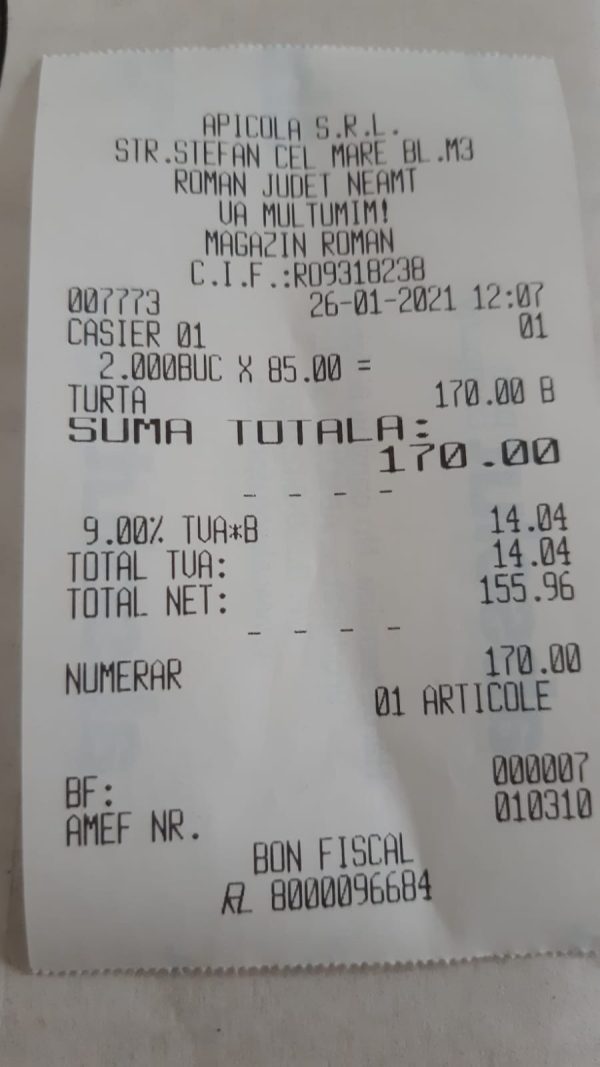 APICOLA S.R.L.
STR.STEFAN CEL MARE BL.M3
ROMAN JUDET NEAMT
VA MULTUMIM!
MAGAZIN ROMAN
C.I.F.:RO9318238
007773 26-01-2021 12:07
CASIER 01 01
2.000BUC X 85.00 =
TURTA 170.00 B
SUMA TOTALA:
170.00
- - - -
9.00% TVA*B 14.04
TOTAL TVA: 14.04
TOTAL NET: 155.96
- - - -
NUMERAR 170.00
01 ARTICOLE
BF: 000007
AMEF NR. 010310
BON FISCAL
RL 8000096684